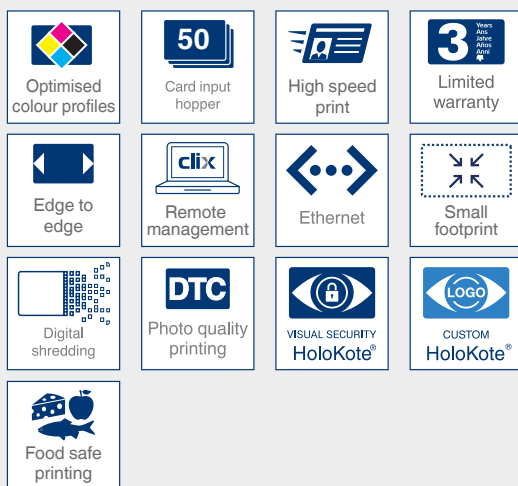 Optimised
colour profiles
50
Card input
hopper
High speed
print
3
Years
Ans
Jahre
Años
Anni
Limited
warranty
Edge to
edge
clix
Remote
management
Ethernet
Small
footprint
Digital
shredding
DTC
Photo quality
printing
VISUAL SECURITY
HoloKote®
LOGO
CUSTOM
HoloKote®
Food safe
printing